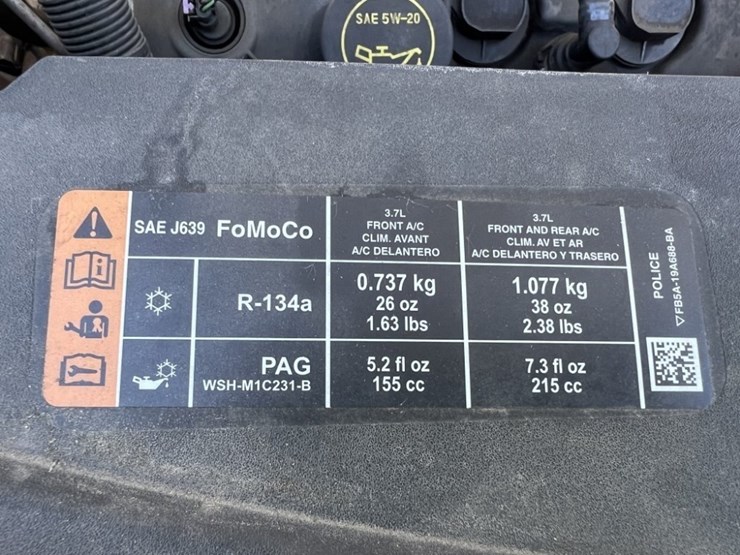 SAE 5W-20
SAE J639 FoMoCo
3.7L
FRONT A/C
CLIM. AVANT
A/C DELANTERO
3.7L
FRONT AND REAR A/C
CLIM. AV ET AR
A/C DELANTERO Y TRASERO
R-134a
0.737 kg
26 oz
1.63 lbs
1.077 kg
38 oz
2.38 lbs
PAG
WSH-M1C231-B
5.2 fl oz
155 cc
7.3 fl oz
215 cc
POLICE
FB5A-19A688-BA